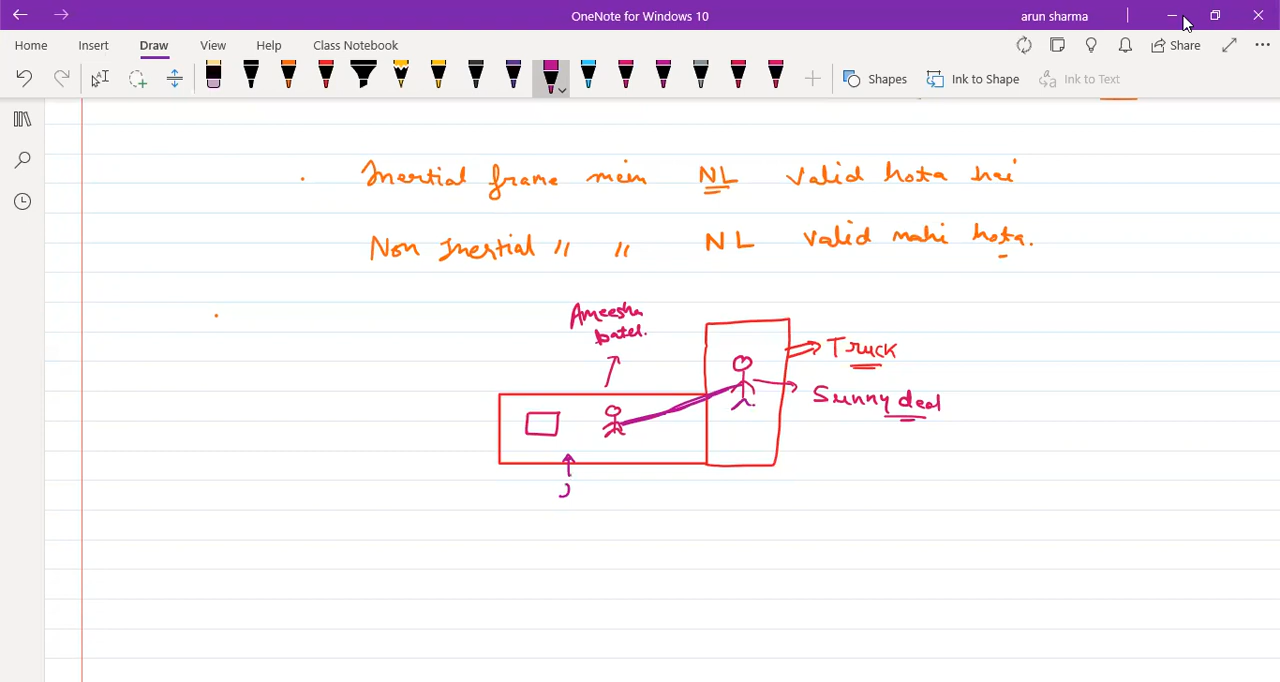 OneNote for Windows 10
arun sharma
Home Insert Draw View Help Class Notebook
Share
Shapes
Ink to Shape
Ink to Text
Inertial frame mein NL valid hota hai
Non Inertial " " NL valid nahi hota.
Ameesha
patel.
Truck
Sunny deol